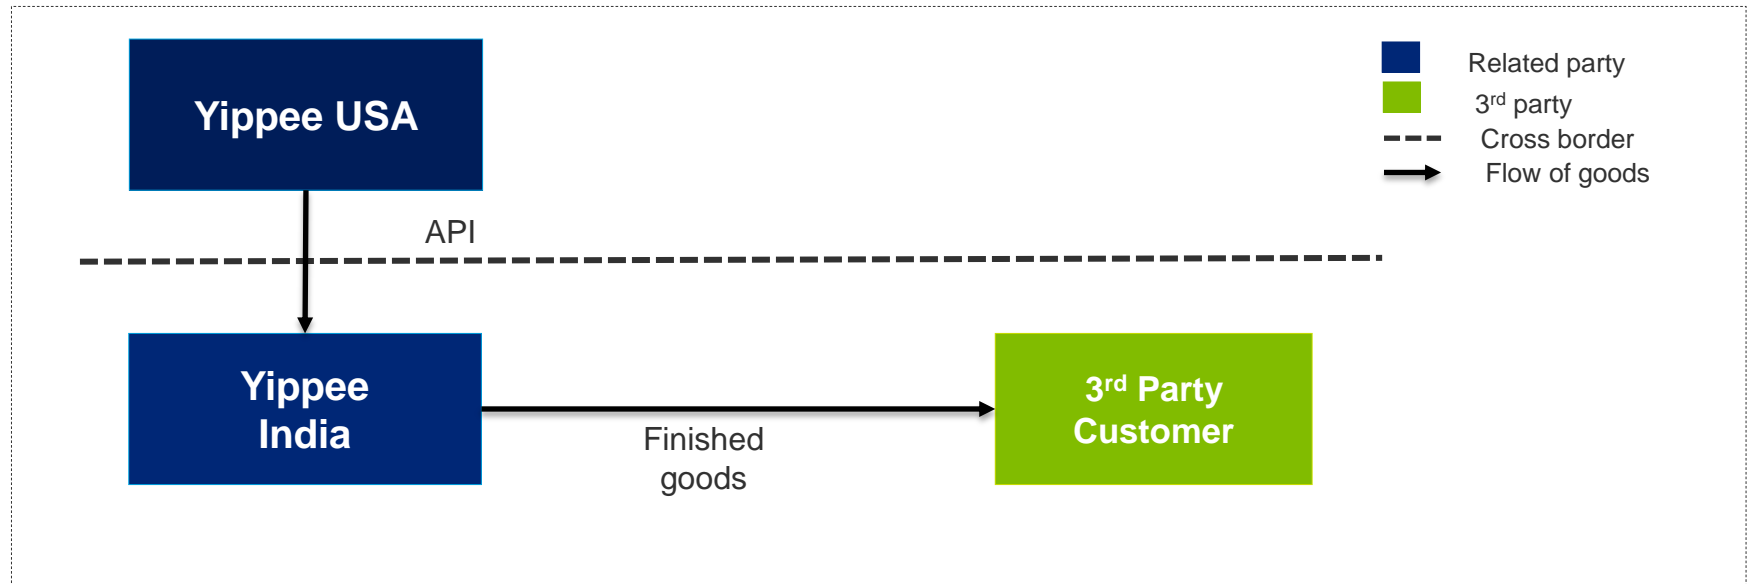 Yippee USA
Related party
3rd party
Cross border
Flow of goods
API
Yippee
India
Finished
goods
3rd Party
Customer